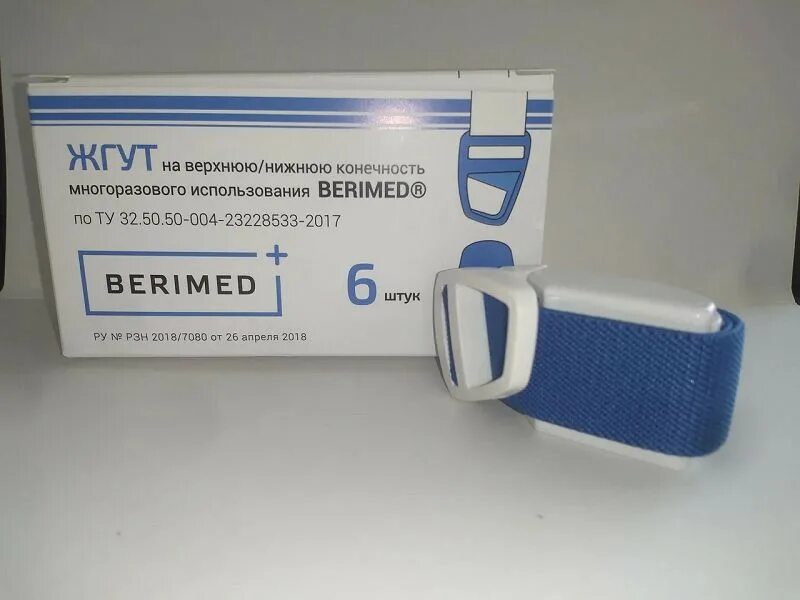 ЖГУТ на верхнюю/нижнюю конечность
многоразового использования BERIMED®
по ТУ 32.50.50-004-23228533-2017
BERIMED
6 штук
РУ № РЗН 2018/7080 от 26 апреля 2018